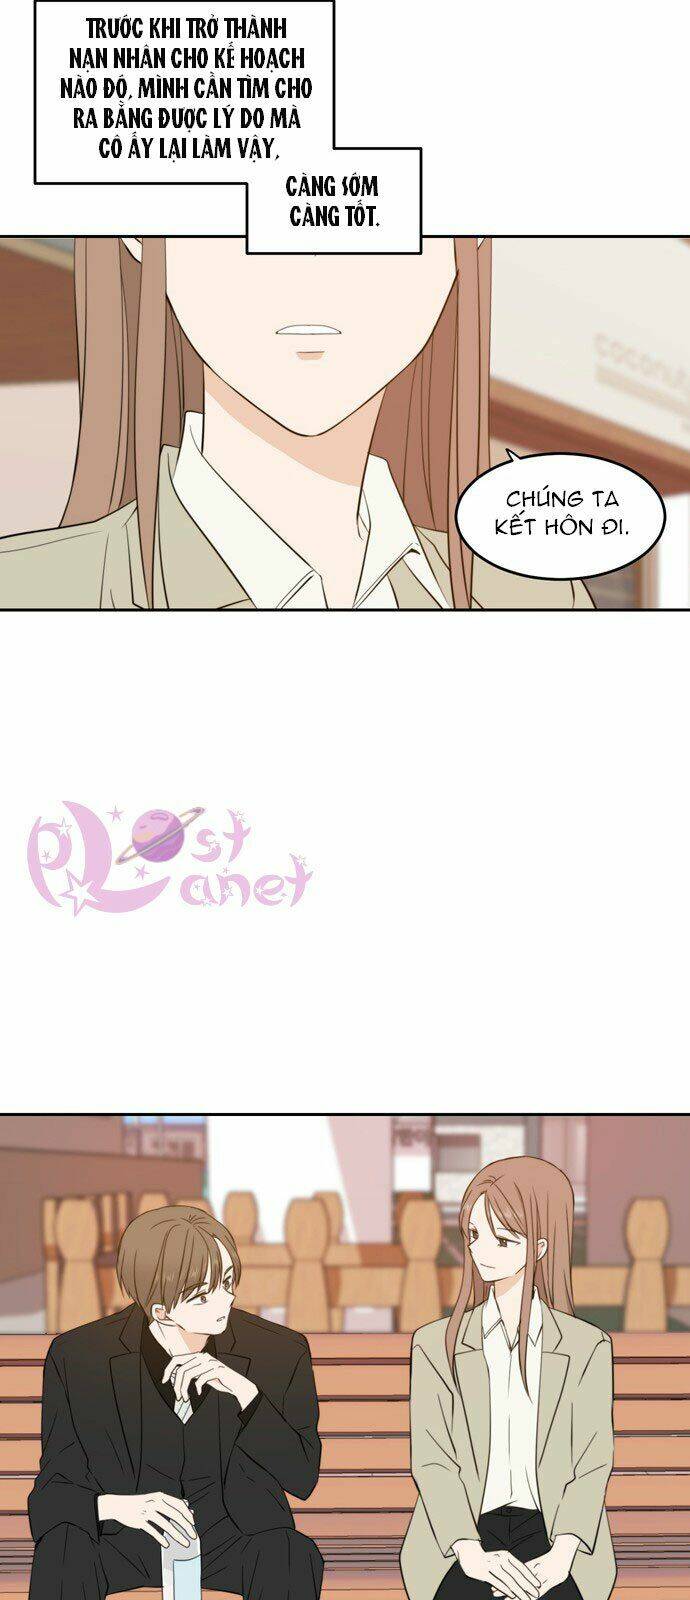 TRƯỚC KHI TRỞ THÀNH
NẠN NHÂN CHO KẾ HOẠCH
NÀO ĐÓ, MÌNH CẦN TÌM CHO
RA BẰNG ĐƯỢC LÝ DO MÀ
CÔ ẤY LẠI LÀM VẬY,
CÀNG SỚM
CÀNG TỐT.
coconut
CHÚNG TA
KẾT HÔN ĐI.
Lost
Planet